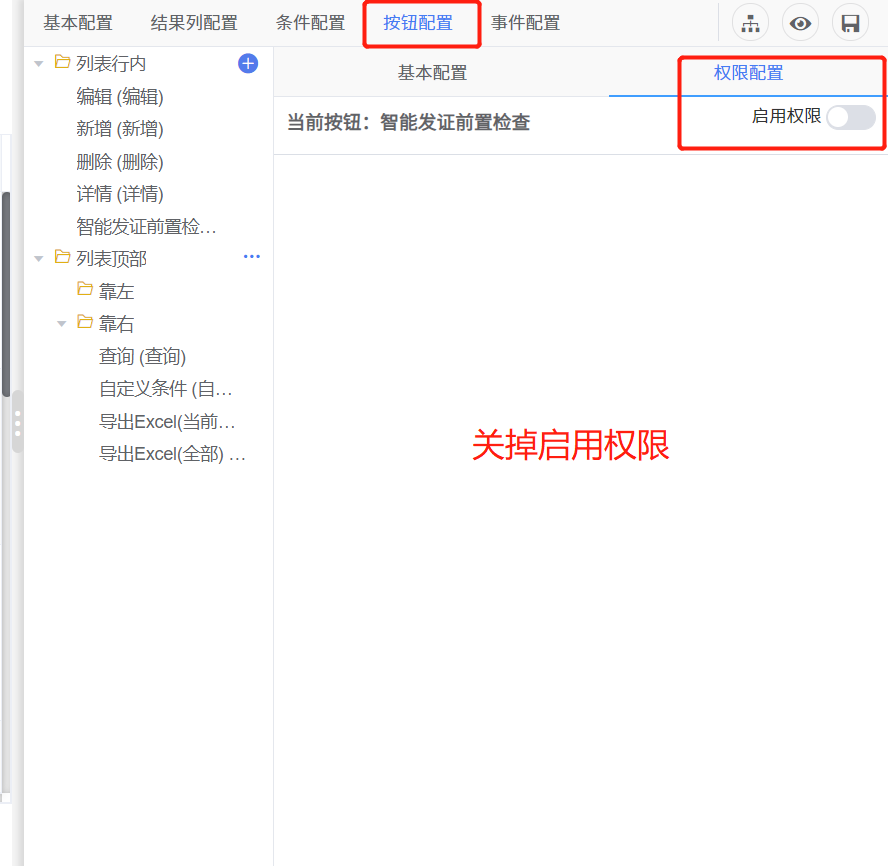 基本配置 结果列配置 条件配置 按钮配置 事件配置
列表行内
编辑 (编辑)
新增 (新增)
删除 (删除)
详情 (详情)
智能发证前置检…
列表顶部
靠左
靠右
查询 (查询)
自定义条件 (自…
导出Excel(当前…
导出Excel(全部) …
基本配置 权限配置
当前按钮：智能发证前置检查 启用权限
关掉启用权限